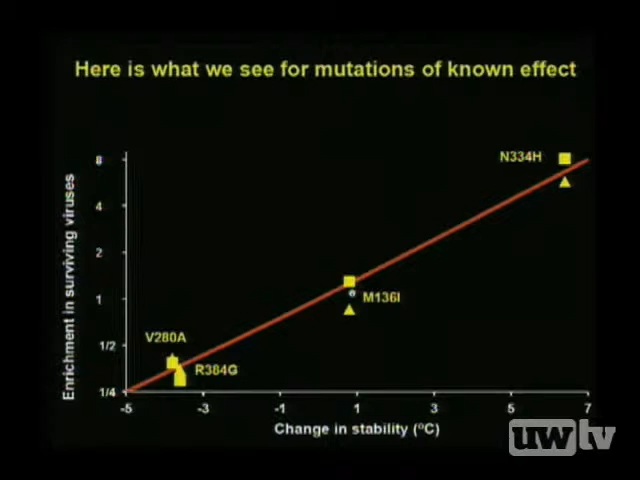 Here is what we see for mutations of known effect
Enrichment in surviving viruses
8
4
2
1
1/2
1/4
N334H
M136I
V280A
R384G
-5 -3 -1 1 3 5 7
Change in stability (ºC)
uwtv